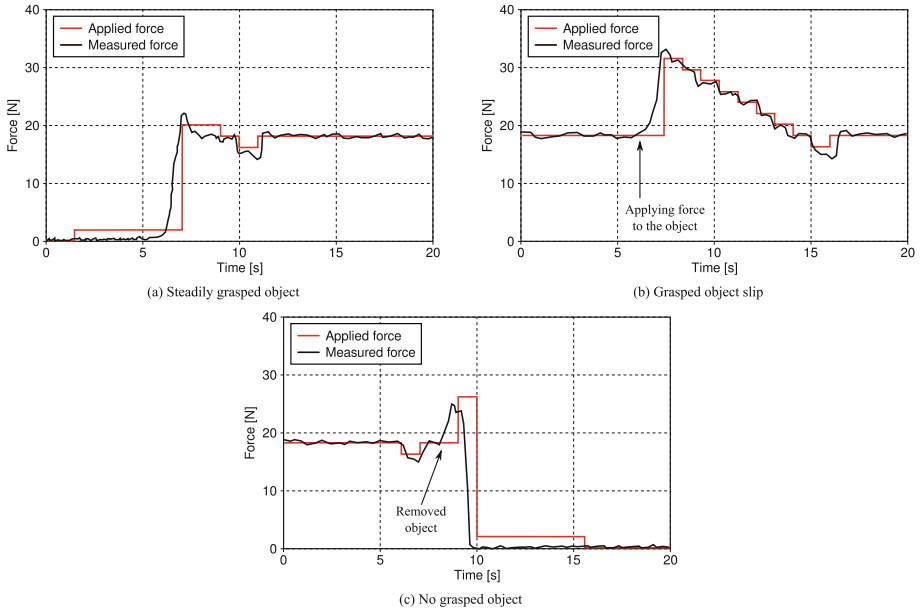 40
30
20
10
0
Force [N]
Applied force
Measured force
0
5
10
15
20
Time [s]
(a) Steadily grasped object
40
30
20
10
0
Force [N]
Applied force
Measured force
Applying force
to the object
0
5
10
15
20
Time [s]
(b) Grasped object slip
40
30
20
10
0
Force [N]
Applied force
Measured force
Removed
object
0
5
10
15
20
Time [s]
(c) No grasped object